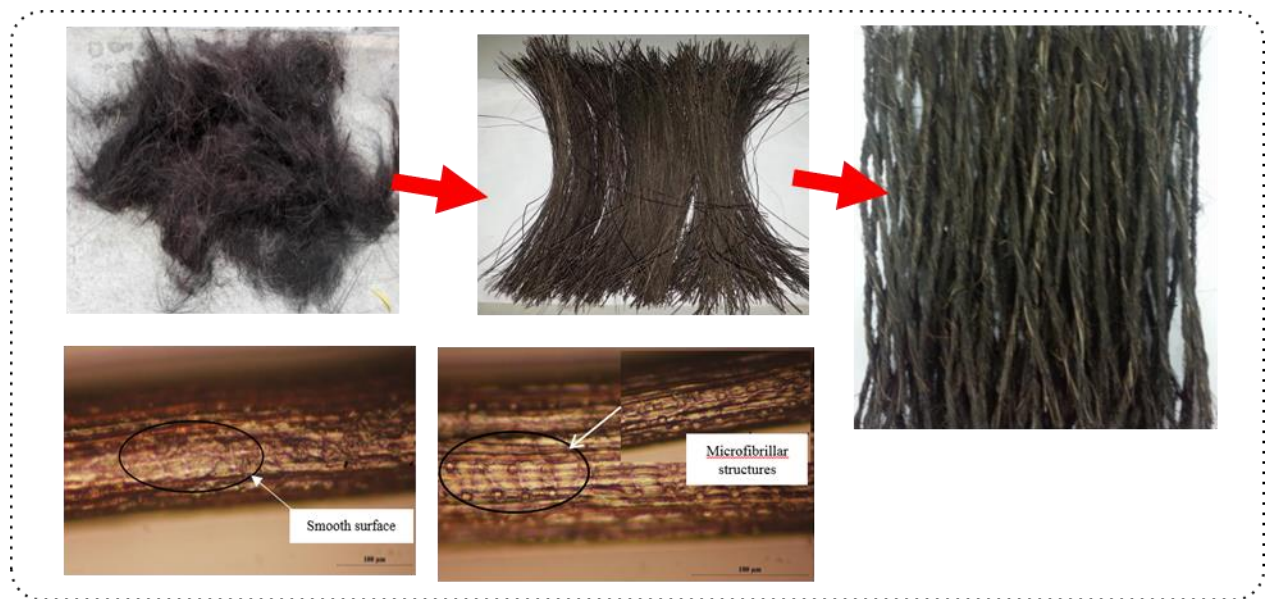 Smooth surface
100 µm
Microfibrillar
structures
100 µm